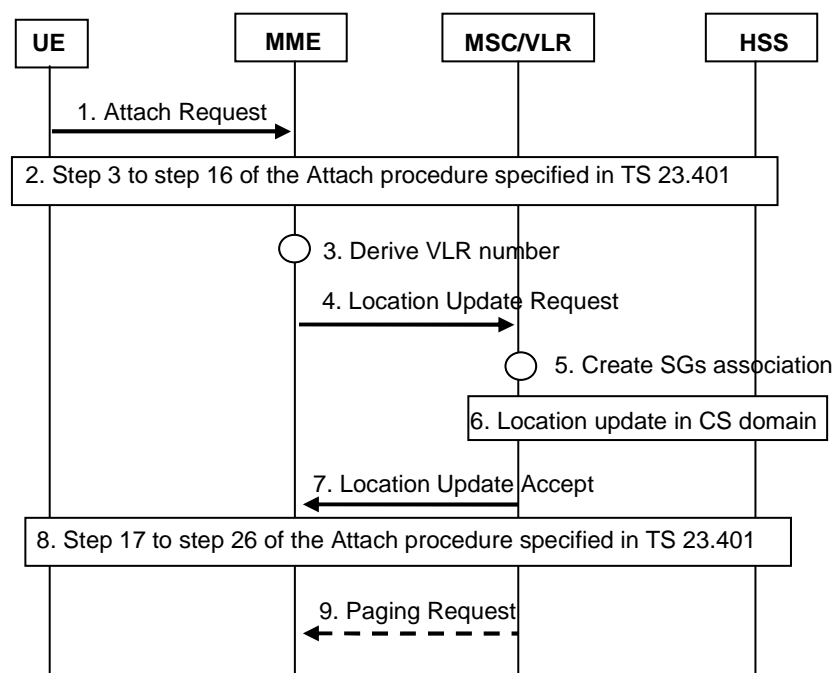 UE
MME
MSC/VLR
HSS
1. Attach Request
2. Step 3 to step 16 of the Attach procedure specified in TS 23.401
3. Derive VLR number
4. Location Update Request
5. Create SGs association
6. Location update in CS domain
7. Location Update Accept
8. Step 17 to step 26 of the Attach procedure specified in TS 23.401
9. Paging Request